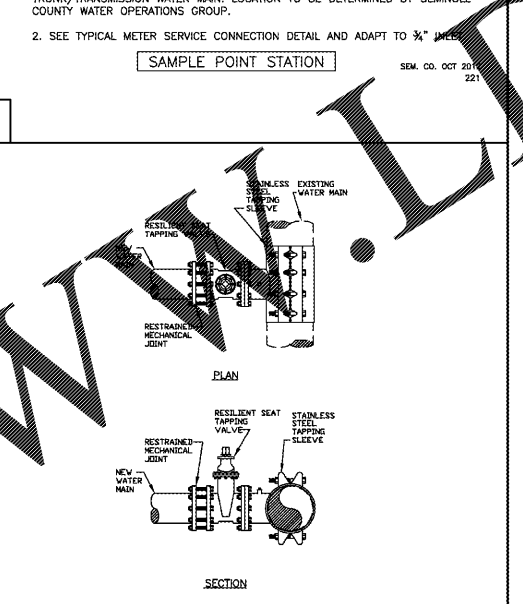 COUNTY WATER OPERATIONS GROUP.
2. SEE TYPICAL METER SERVICE CONNECTION DETAIL AND ADAPT TO ¾" INLET
SAMPLE POINT STATION
SEM. CO. OCT
221
STAINLESS
STEEL
TAPPING
SLEEVE
EXISTING
WATER MAIN
RESILIENT SEAT
TAPPING VALVE
NEW
WATER
MAIN
RESTRAINED
MECHANICAL
JOINT
PLAN
RESILIENT SEAT
TAPPING
VALVE
STAINLESS
STEEL
TAPPING
SLEEVE
RESTRAINED
MECHANICAL
JOINT
NEW
WATER
MAIN
SECTION
WW.L